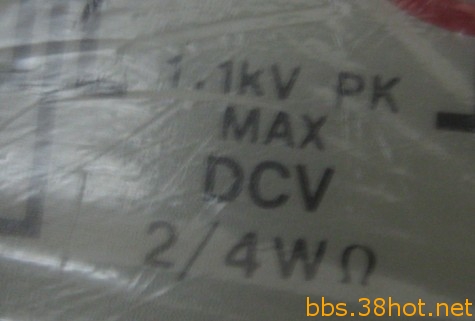 1.1kV PK
MAX
DCV
2/4WΩ
bbs.38hot.net